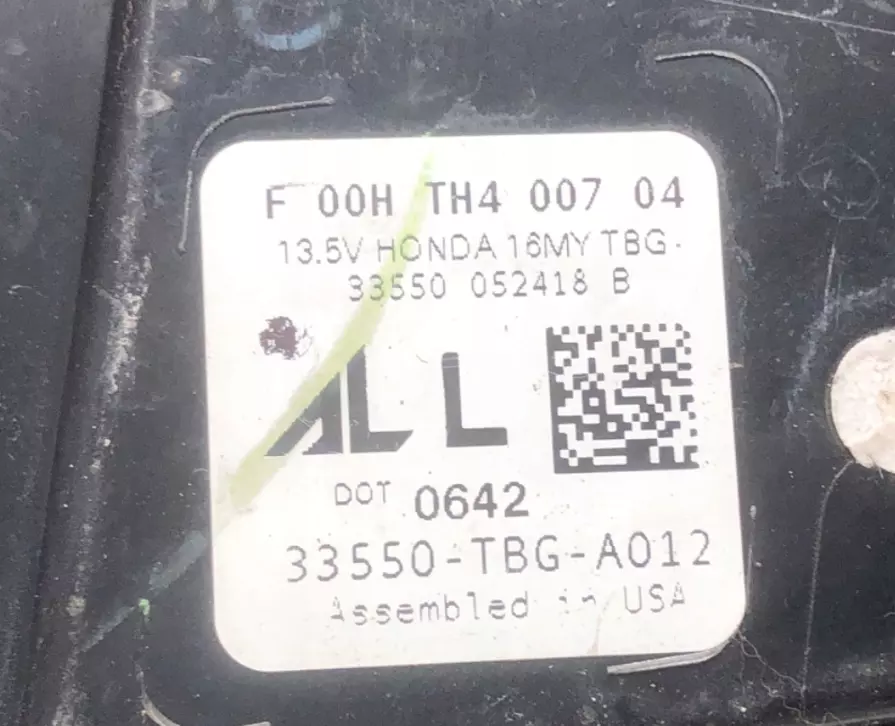 F 00H TH4 007 04
13.5V HONDA 16MY TBG-
33550 052418 B
AL L
DOT 0642
33550-TBG-A012
Assembled in USA